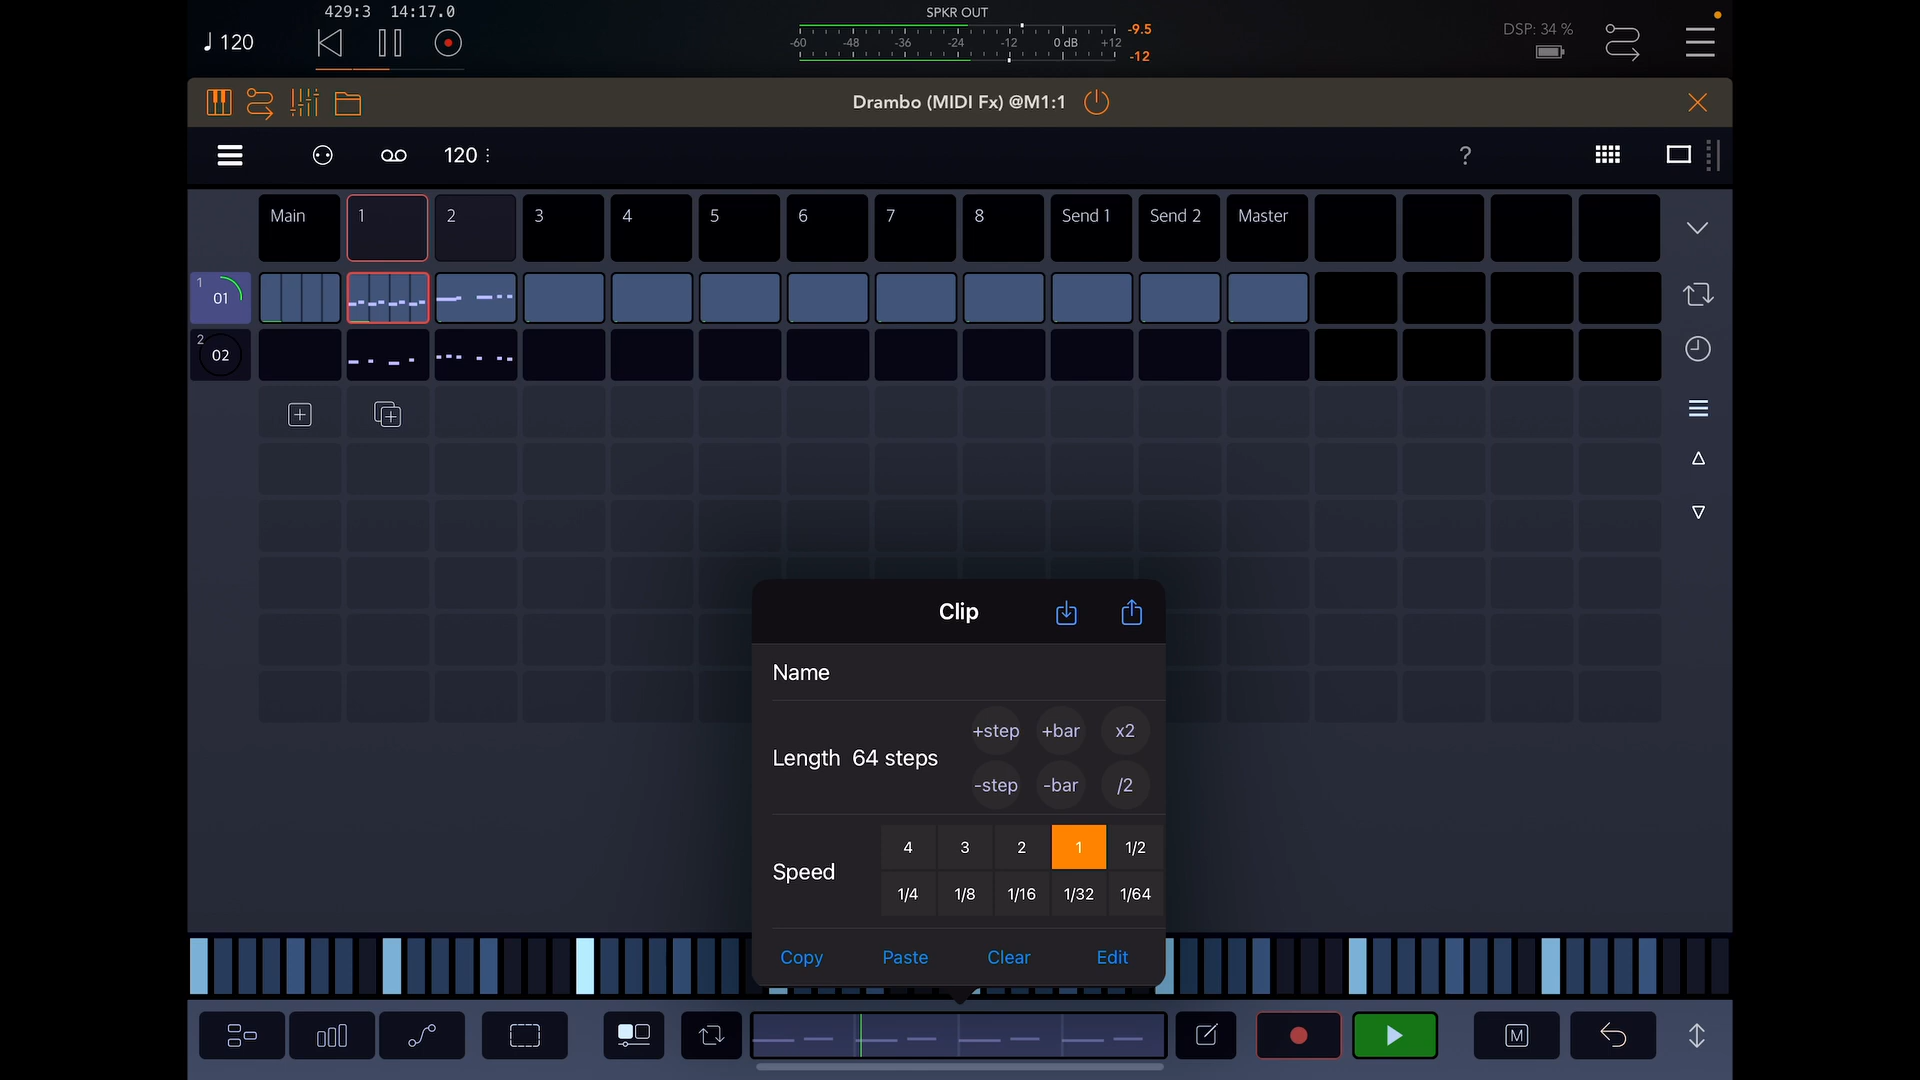 429:3 14:17.0
120
SPKR OUT
-60 -48 -36 -24 -12 0 dB +12
-9.5
-12
DSP: 34 %
Drambo (MIDI Fx) @M1:1
120
?
Main 1 2 3 4 5 6 7 8 Send 1 Send 2 Master
1 01
2 02
Clip
Name
Length 64 steps
+step +bar x2
-step -bar /2
Speed
4 3 2 1 1/2
1/4 1/8 1/16 1/32 1/64
Copy Paste Clear Edit
M